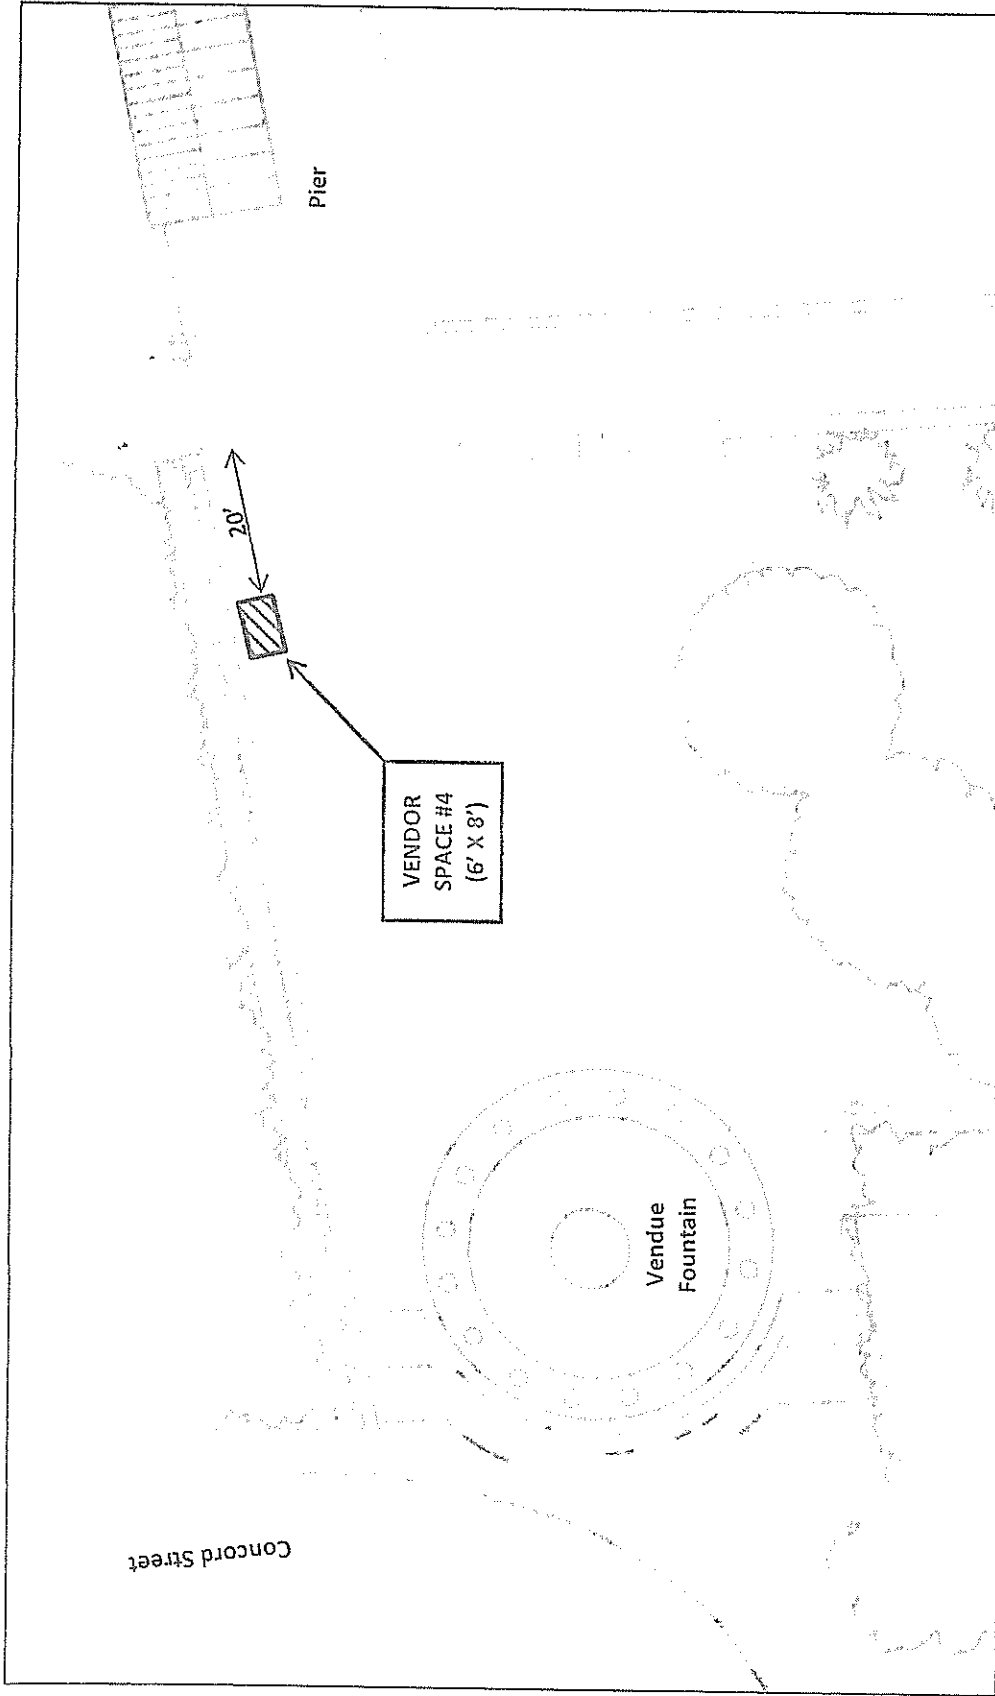 Pier
20'
VENDOR
SPACE #4
(6' X 8')
Vendue
Fountain
Concord Street